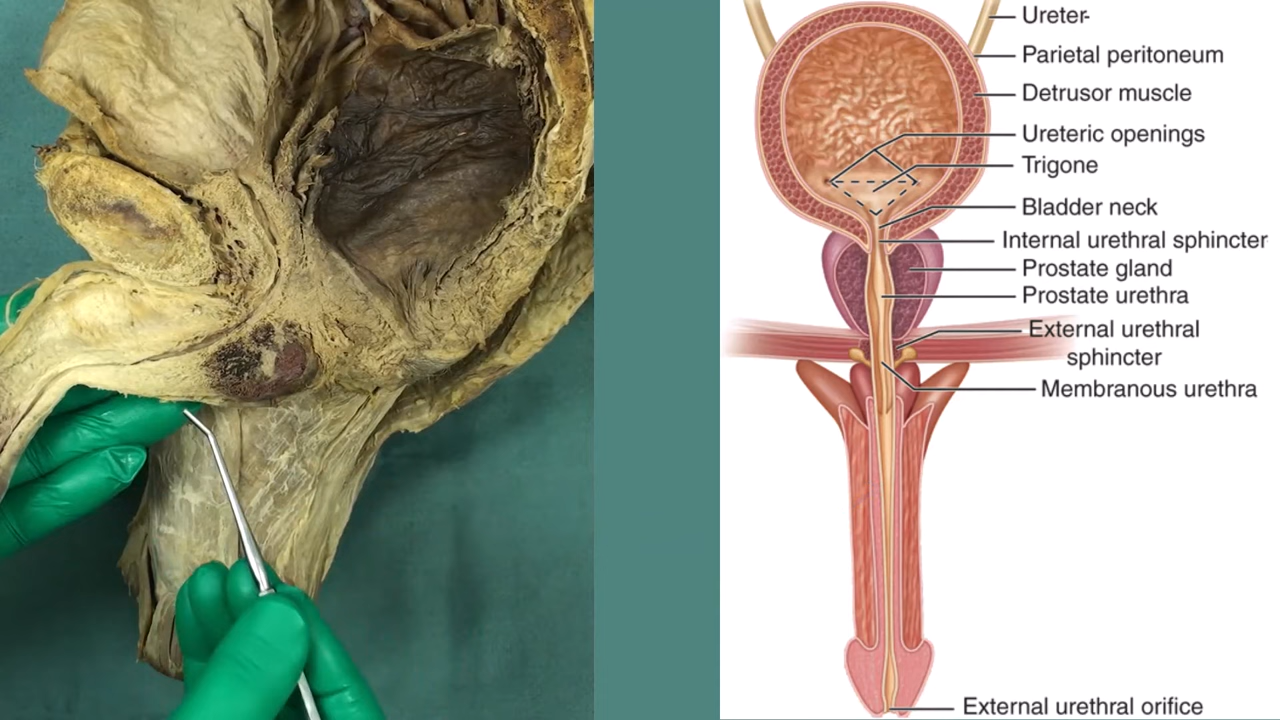 Ureter-
Parietal peritoneum
Detrusor muscle
Ureteric openings
Trigone
Bladder neck
Internal urethral sphincter
Prostate gland
Prostate urethra
External urethral
sphincter
Membranous urethra
External urethral orifice